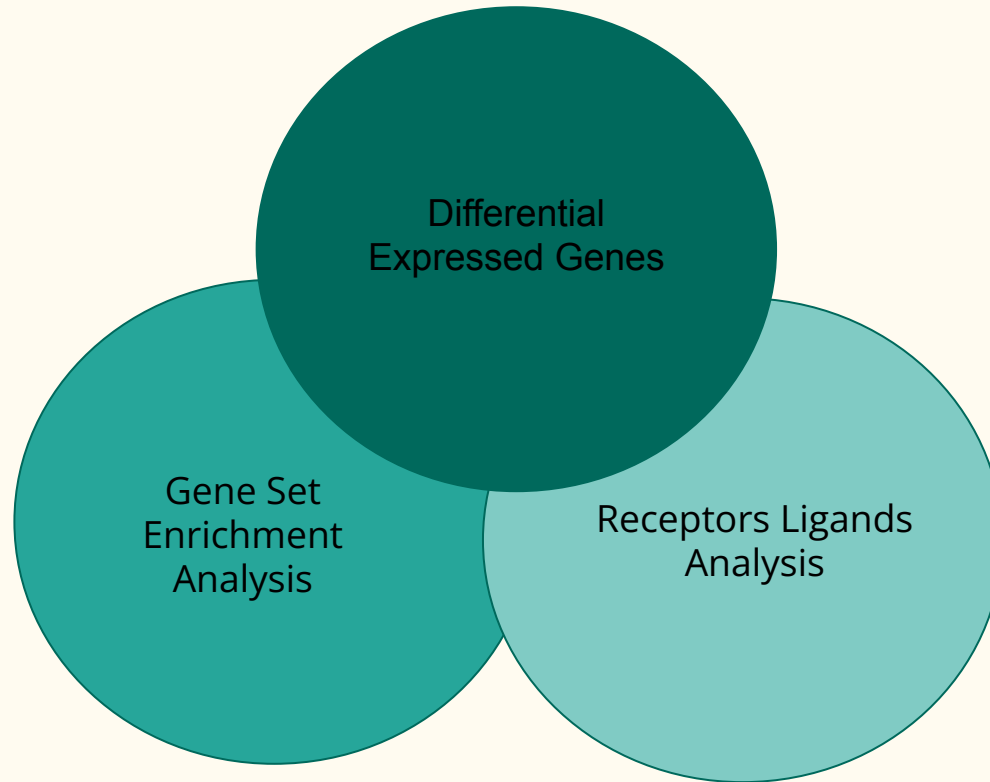 Differential
Expressed Genes
Gene Set
Enrichment
Analysis
Receptors Ligands
Analysis